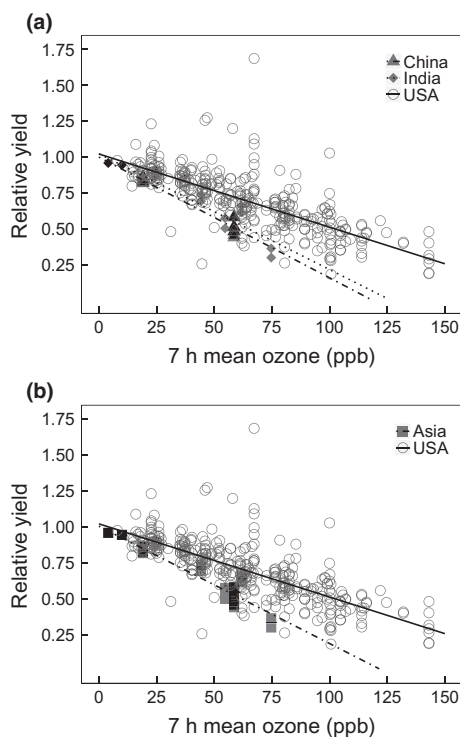 (a)
1.75
1.50
1.25
1.00
0.75
0.50
0.25
Relative yield
China
India
USA
0 25 50 75 100 125 150
7 h mean ozone (ppb)
(b)
1.75
1.50
1.25
1.00
0.75
0.50
0.25
Relative yield
Asia
USA
0 25 50 75 100 125 150
7 h mean ozone (ppb)